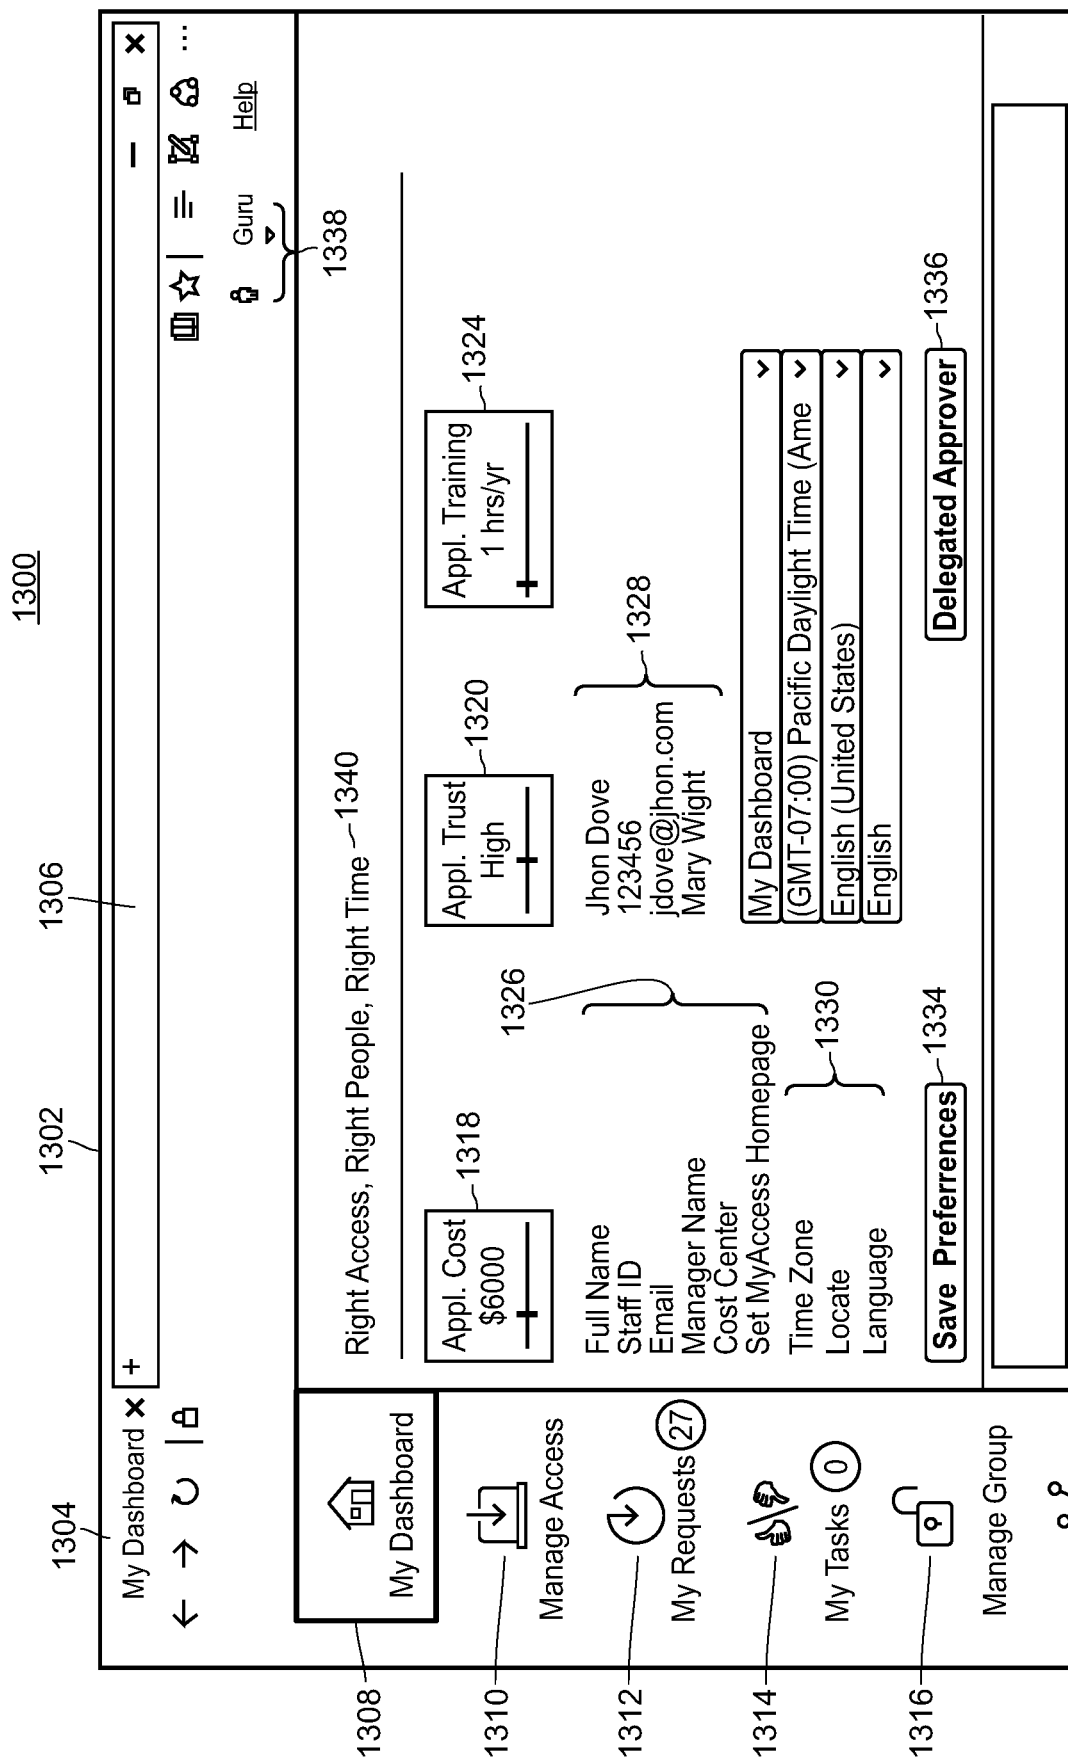 1300
1302
1306
1304
My Dashboard
+
Guru
Help
1338
1308
My Dashboard
1310
Manage Access
1312
My Requests 27
1314
My Tasks 0
1316
Manage Group
Right Access, Right People, Right Time
1340
Appl. Cost
$6000
1318
Appl. Trust
High
1320
Appl. Training
1 hrs/yr
1324
1326
1328
Full Name
Jhon Dove
Staff ID
123456
Email
jdove@jhon.com
Manager Name
Mary Wight
Cost Center
Set MyAccess Homepage
My Dashboard
Time Zone
(GMT-07:00) Pacific Daylight Time (Ame
Locate
English (United States)
Language
English
1330
Save Preferrences
1334
Delegated Approver
1336